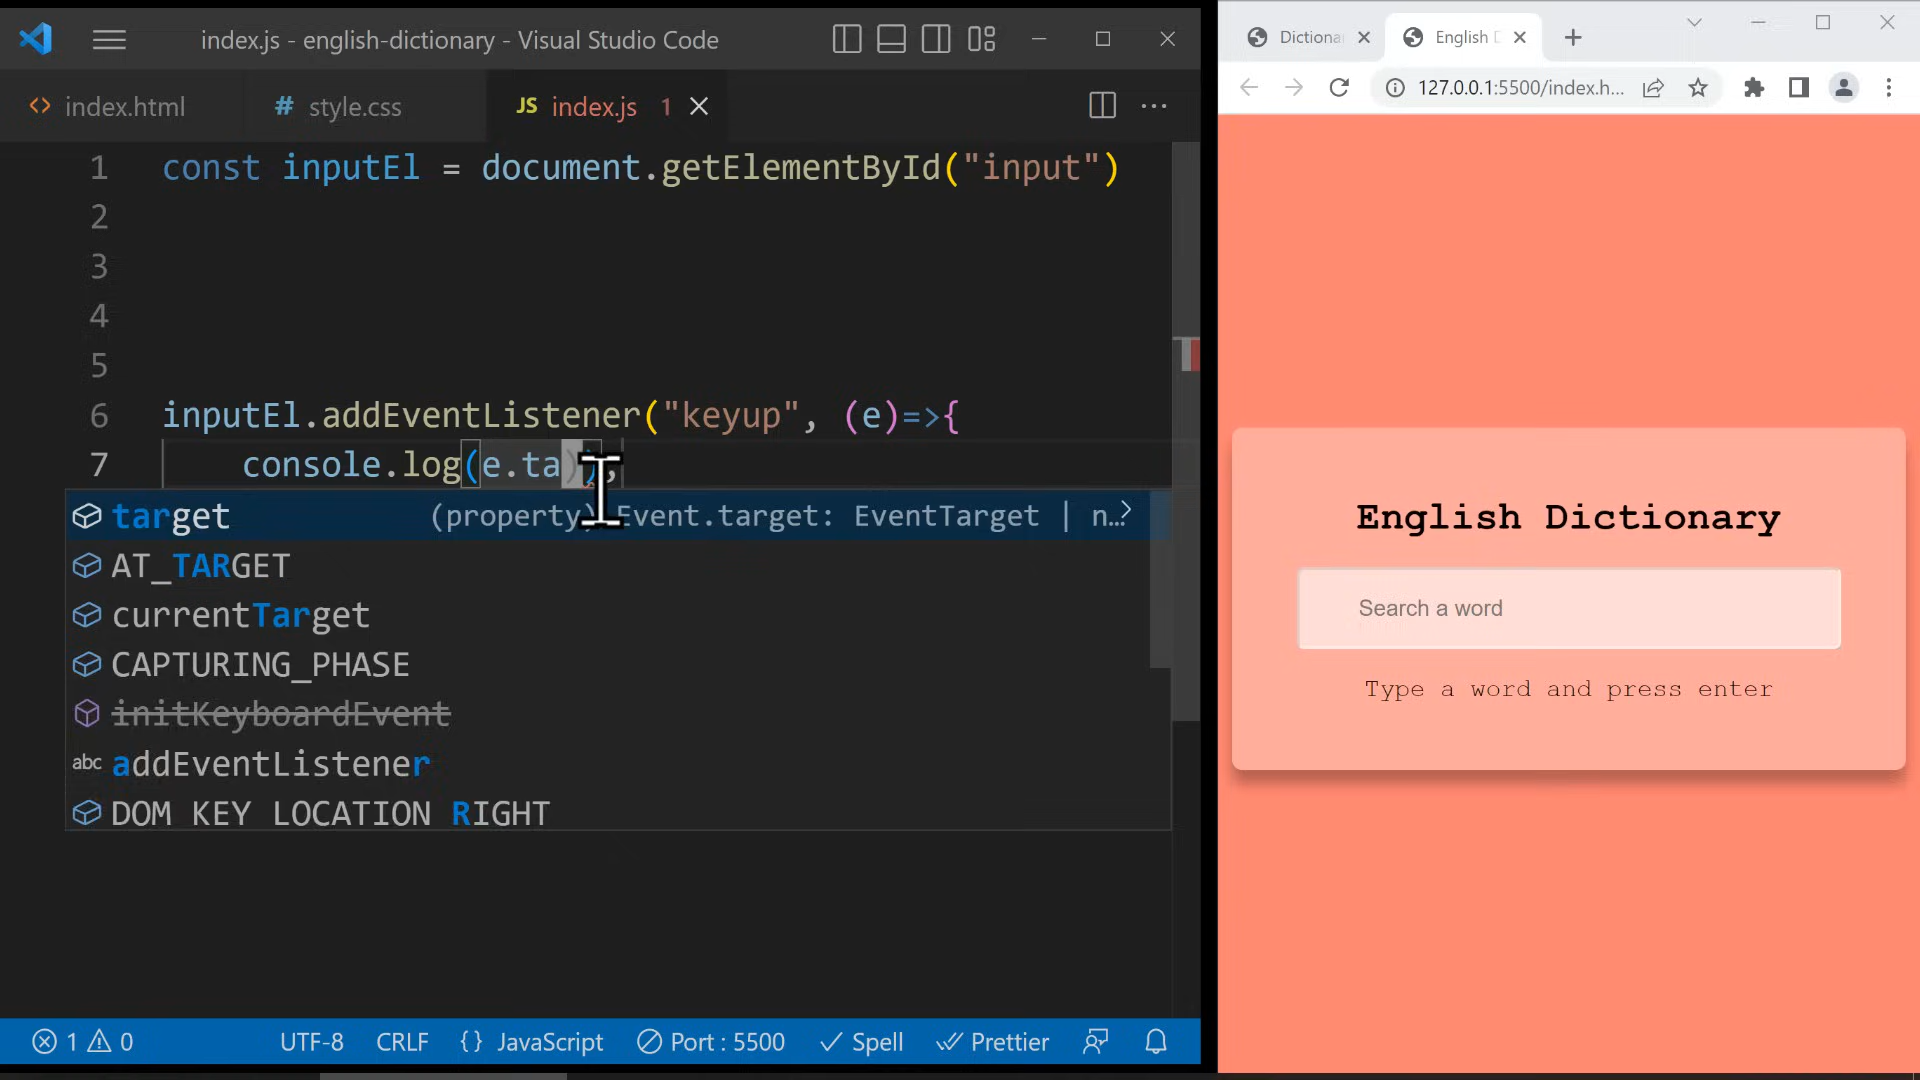 index.js - english-dictionary - Visual Studio Code
index.html
# style.css
JS index.js 1
1 const inputEl = document.getElementById("input")
2
3
4
5
6 inputEl.addEventListener("keyup", (e)=>{
7 console.log(e.ta));
target (property) Event.target: EventTarget | n…
AT_TARGET
currentTarget
CAPTURING_PHASE
initKeyboardEvent
abc addEventListener
DOM_KEY_LOCATION_RIGHT
1 0 UTF-8 CRLF {} JavaScript Port : 5500 Spell Prettier
Dictiona
English D
127.0.0.1:5500/index.h...
English Dictionary
Search a word
Type a word and press enter